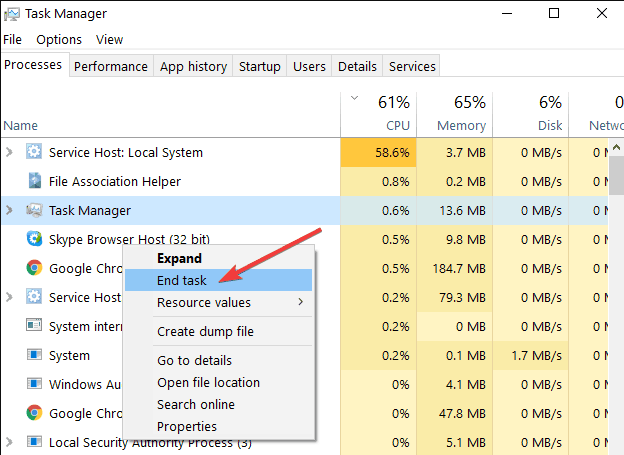 Task Manager
File Options View
Processes Performance App history Startup Users Details Services
61% 65% 6% 0
Name CPU Memory Disk Netw
Service Host: Local System 58.6% 3.7 MB 0 MB/s 0 M
File Association Helper 0.8% 0.2 MB 0 MB/s 0 M
Task Manager 0.6% 13.6 MB 0 MB/s 0 M
Skype Browser Host (32 bit) 0.5% 9.8 MB 0 MB/s 0 M
Google Chro 0.5% 184.7 MB 0 MB/s 0 M
Service Host 0.2% 79.3 MB 0 MB/s 0 M
System interr 0.2% 0 MB 0 MB/s 0 M
System 0.2% 0.1 MB 1.7 MB/s 0 M
Windows Au 0% 4.1 MB 0 MB/s 0 M
Google Chro 0% 47.8 MB 0 MB/s 0 M
Local Security Authority Process (3) 0% 5.1 MB 0 MB/s 0 M
Expand
End task
Resource values
Create dump file
Go to details
Open file location
Search online
Properties